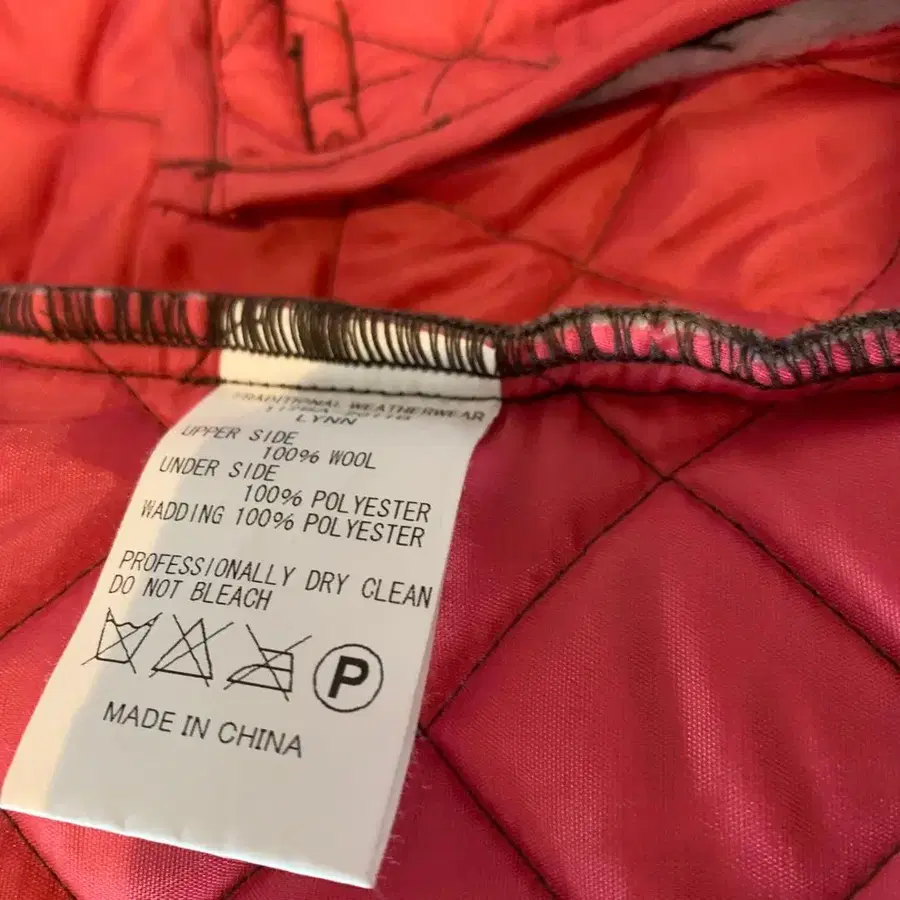 TRADITIONAL WEATHERWEAR
LYNN
UPPER SIDE
100% WOOL
UNDER SIDE
100% POLYESTER
WADDING 100% POLYESTER
PROFESSIONALLY DRY CLEAN
DO NOT BLEACH
P
MADE IN CHINA